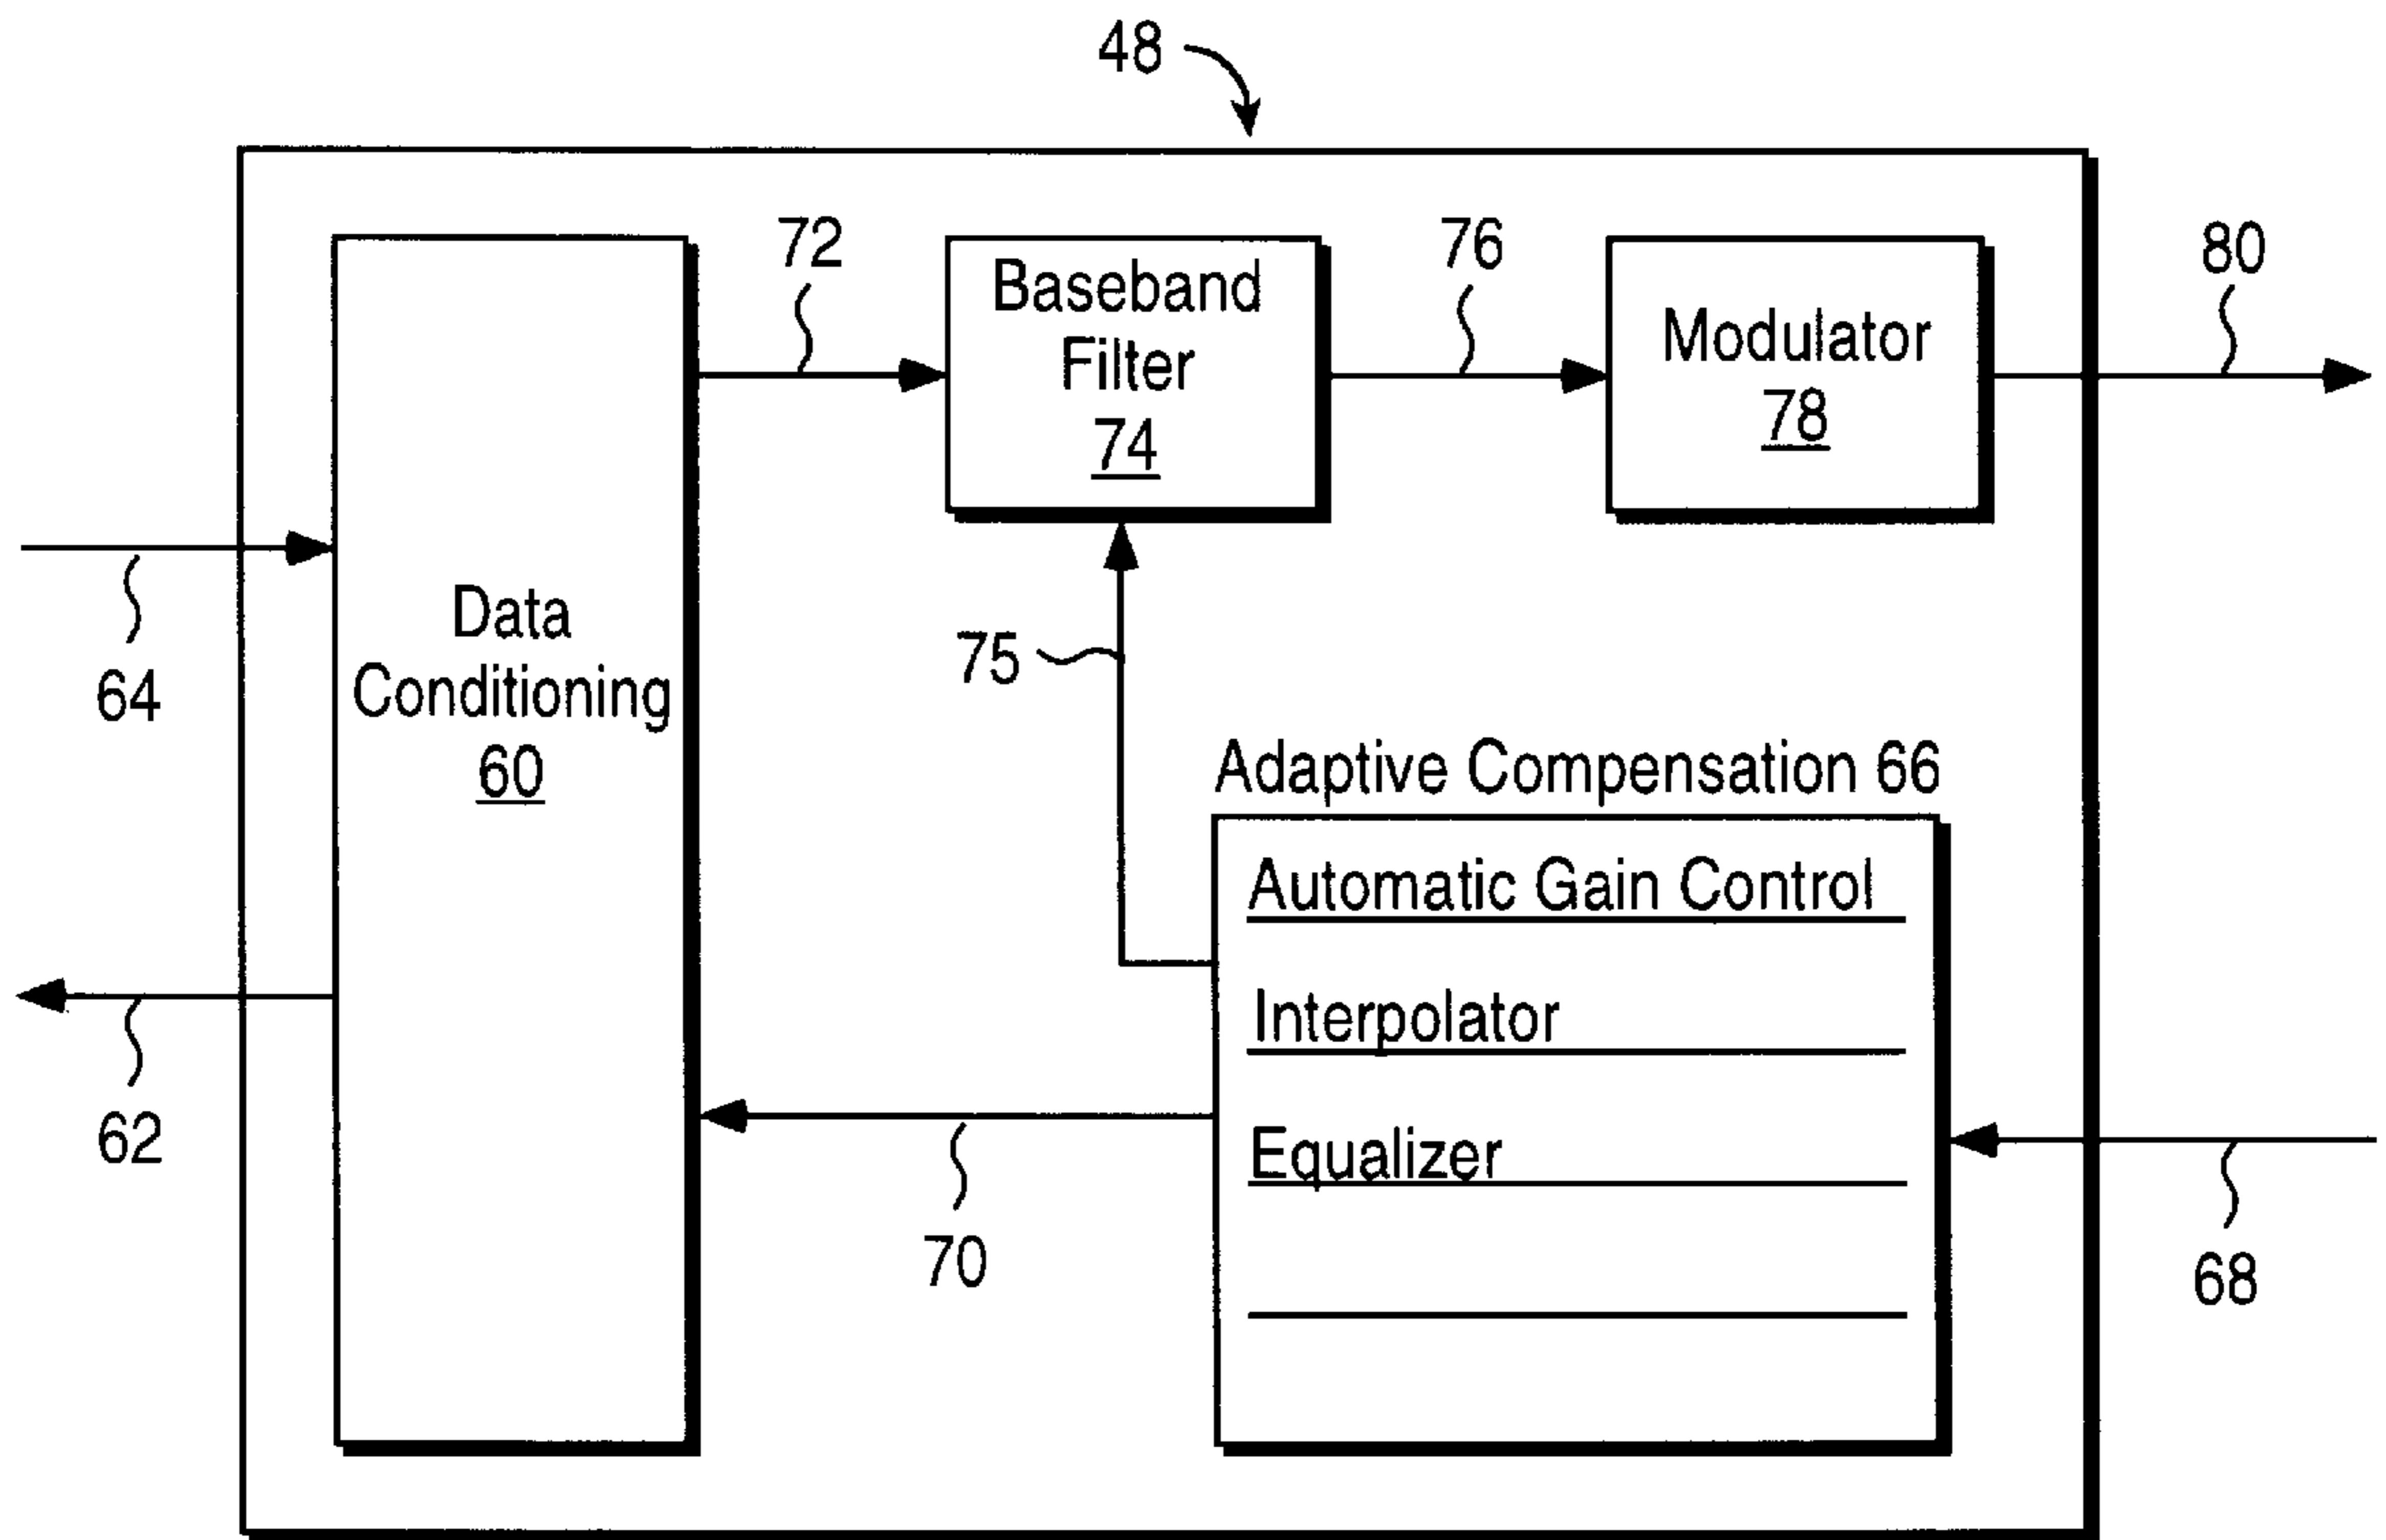 48
72
Baseband
Filter
74
76
Modulator
78
80
64
Data
Conditioning
60
75
Adaptive Compensation 66
Automatic Gain Control
Interpolator
Equalizer
62
70
68